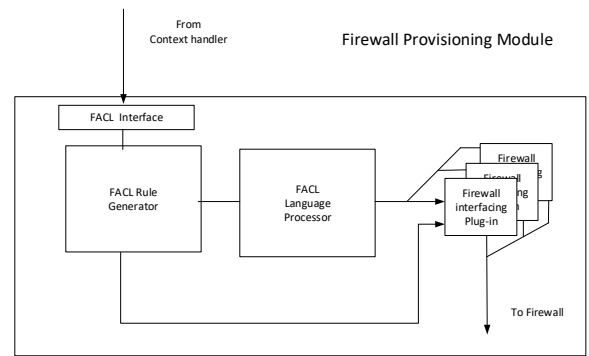 From
Context handler
Firewall Provisioning Module
FACL Interface
FACL Rule
Generator
FACL
Language
Processor
Firewall
Firewall
Firewall
interfacing
Plug-in
To Firewall